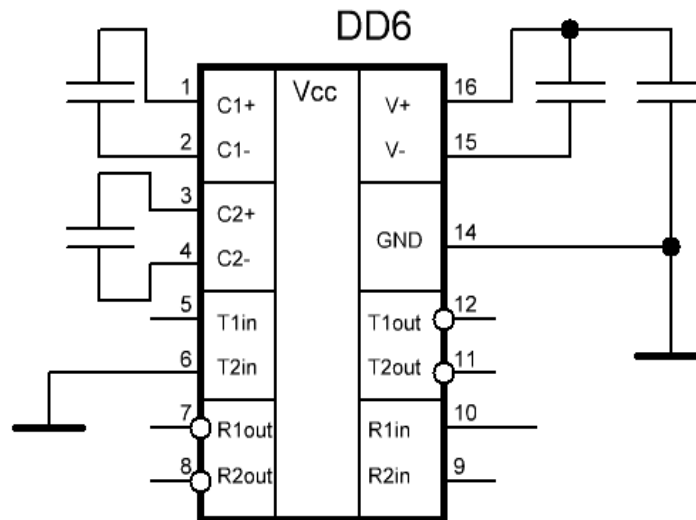 DD6
1 C1+ Vcc V+ 16
2 C1- V- 15
3 C2+
4 C2- GND 14
5 T1in T1out 12
6 T2in T2out 11
7 R1out R1in 10
8 R2out R2in 9